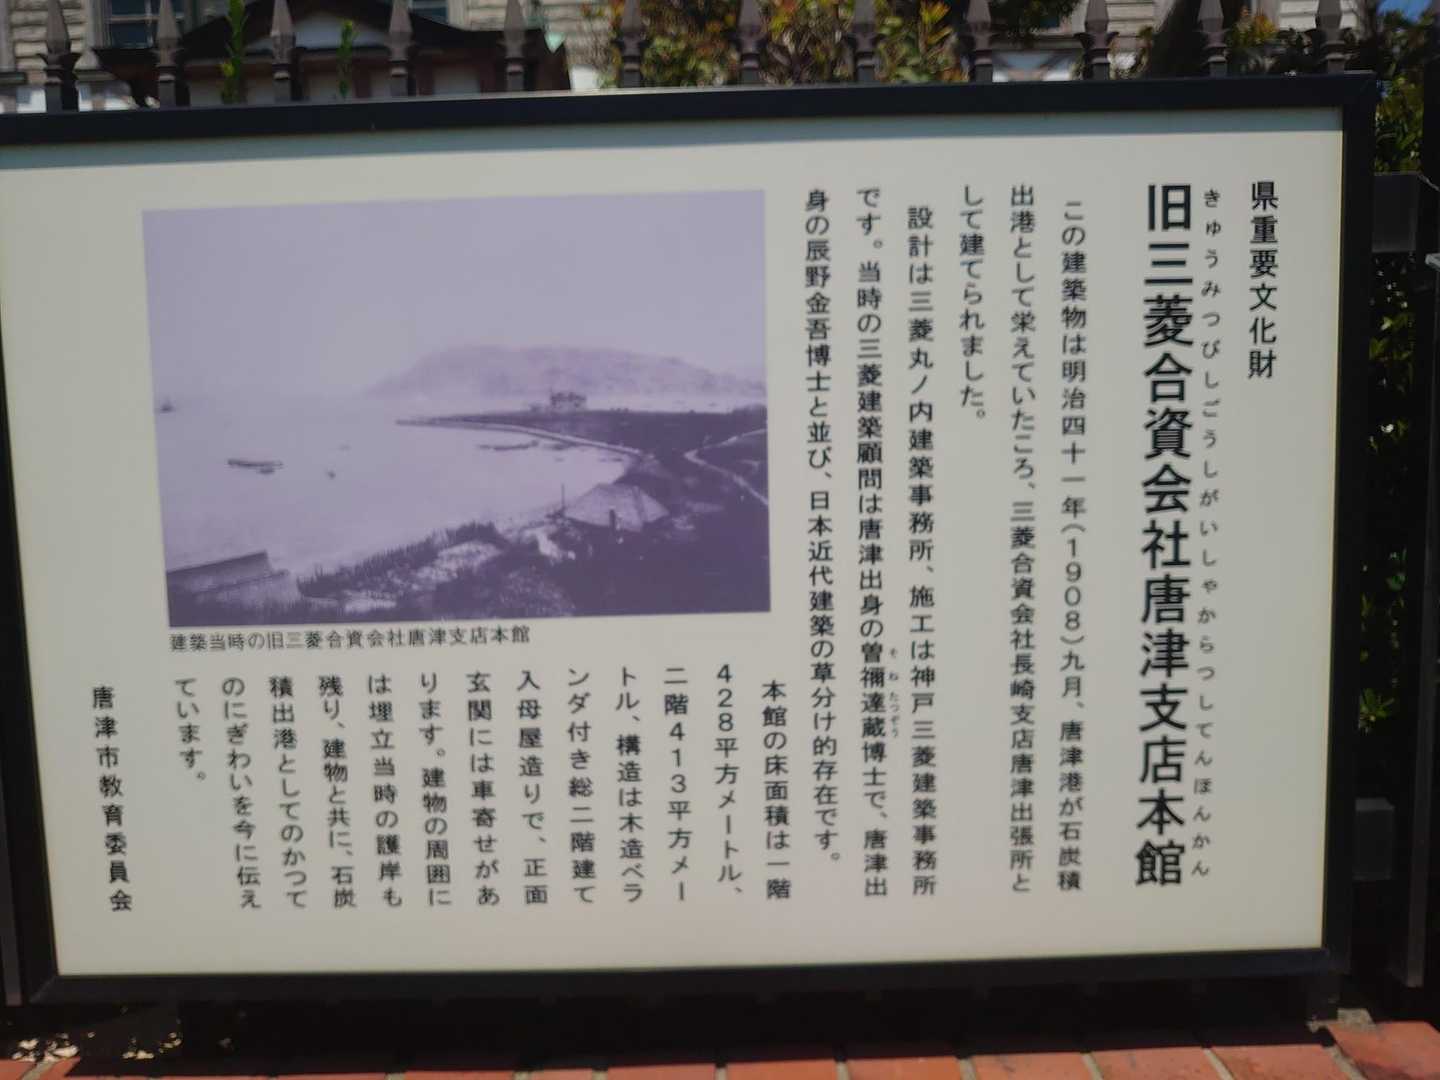 県重要文化財
きゅうみつびしごうしがいしゃからつしてんほんかん
旧三菱合資会社唐津支店本館
この建築物は明治四十一年(1908)九月、唐津港が石炭積
出港として栄えていたころ、三菱合資会社長崎支店唐津出張所と
して建てられました。
設計は三菱丸ノ内建築事務所、施工は神戸三菱建築事務所
です。当時の三菱建築顧問は唐津出身の曽禰達蔵博士で、唐津出
そねたつぞう
身の辰野金吾博士と並び、日本近代建築の草分け的存在です。
本館の床面積は一階
428平方メートル、
二階413平方メー
トル、構造は木造ベラ
ンダ付き総二階建て
入母屋造りで、正面
玄関には車寄せがあ
ります。建物の周囲に
は埋立当時の護岸も
残り、建物と共に、石炭
積出港としてのかつて
のにぎわいを今に伝え
ています。
唐津市教育委員会
建築当時の旧三菱合資会社唐津支店本館